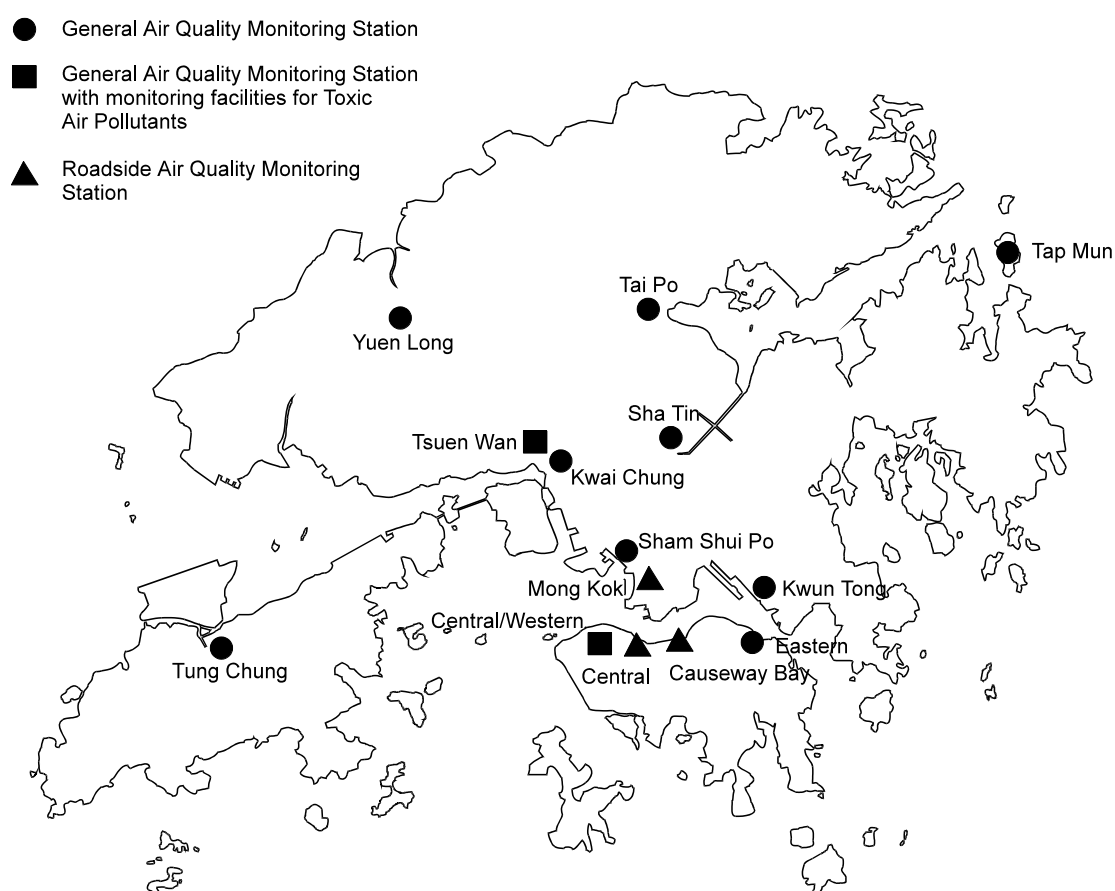 General Air Quality Monitoring Station
General Air Quality Monitoring Station
with monitoring facilities for Toxic
Air Pollutants
Roadside Air Quality Monitoring
Station
Tap Mun
Tai Po
Yuen Long
Sha Tin
Tsuen Wan
Kwai Chung
Sham Shui Po
Mong Kok
Kwun Tong
Central/Western
Eastern
Tung Chung
Central
Causeway Bay